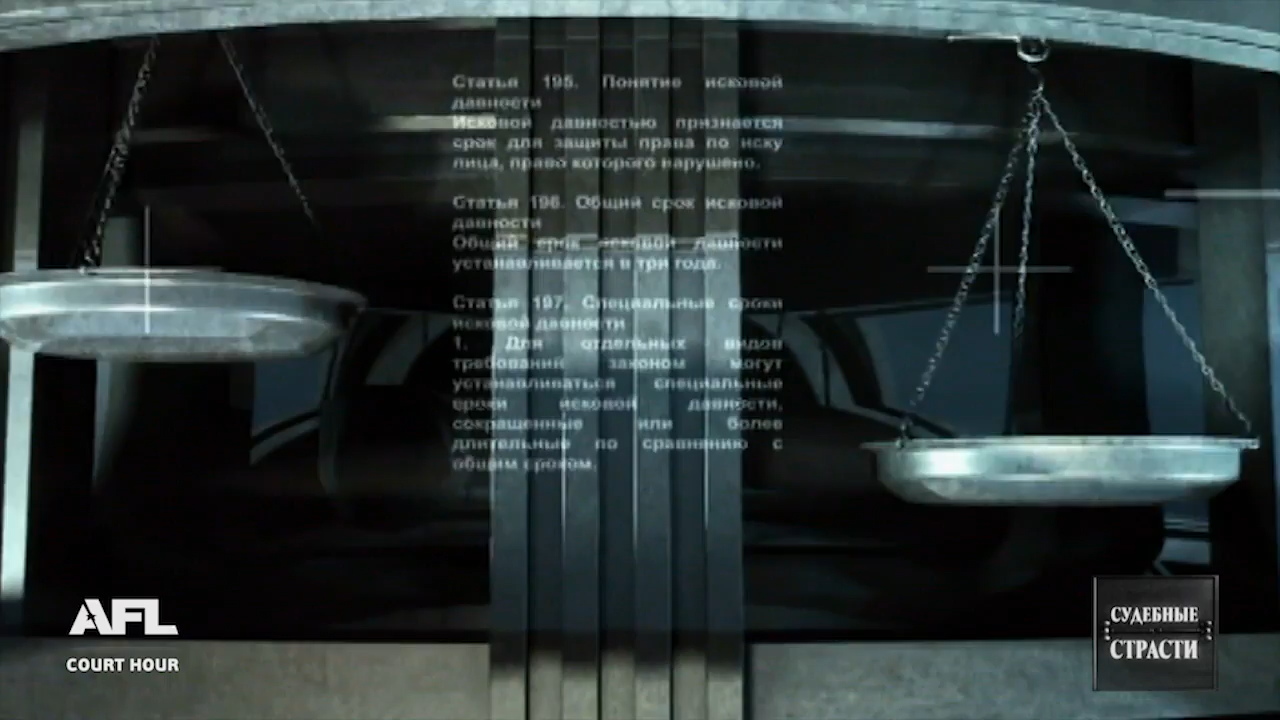 Статья 195. Понятие исковой
давности
Исковой давностью признается
срок для защиты права по иску
лица, право которого нарушено.
Статья 196. Общий срок исковой
давности
Общий срок исковой давности
устанавливается в три года.
Статья 197. Специальные сроки
исковой давности
1. Для отдельных видов
требований законом могут
устанавливаться специальные
сроки исковой давности,
сокращенные или более
длительные по сравнению с
общим сроком.
AFL
COURT HOUR
СУДЕБНЫЕ
СТРАСТИ